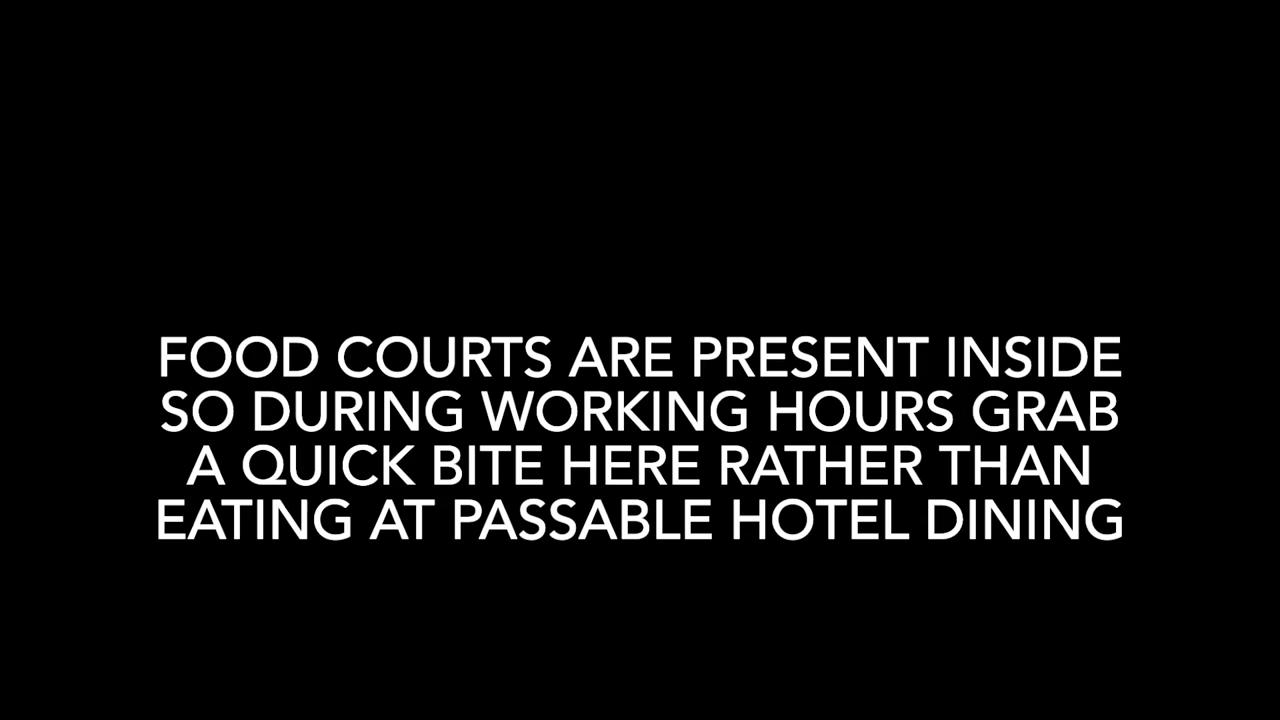 FOOD COURTS ARE PRESENT INSIDE
SO DURING WORKING HOURS GRAB
A QUICK BITE HERE RATHER THAN
EATING AT PASSABLE HOTEL DINING